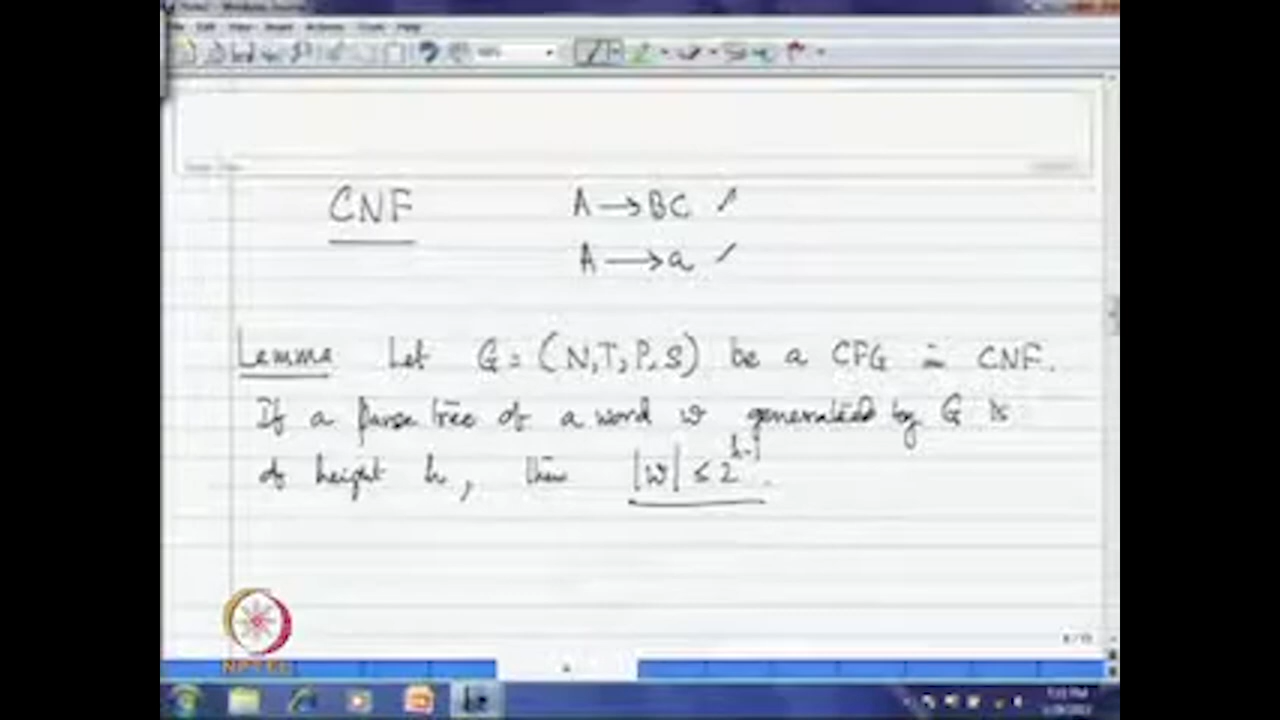 CNF A → BC
A → a
Lemma Let G = (N, T, P, S) be a CFG in CNF.
If a parse tree of a word w generated by G is
of height h, then |w| ≤ 2^{h-1}.
NPTEL